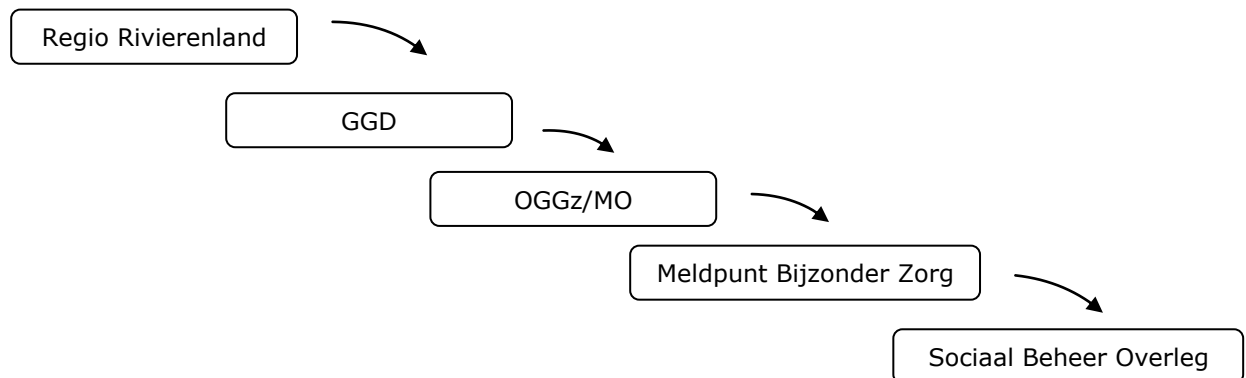 Regio Rivierenland
GGD
OGGz/MO
Meldpunt Bijzonder Zorg
Sociaal Beheer Overleg